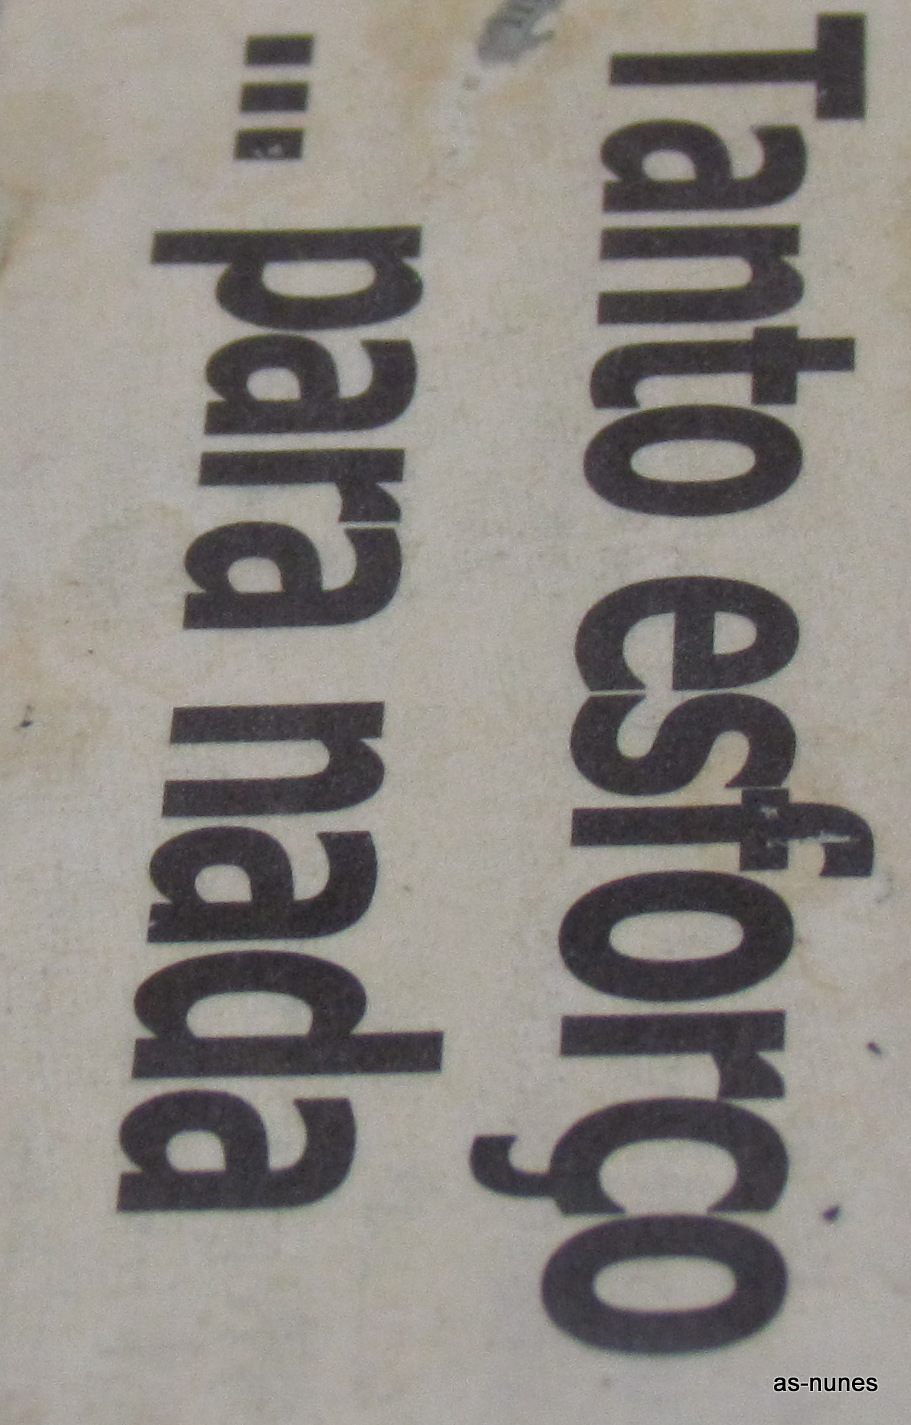 Tanto esforço
... para nada
as-nunes